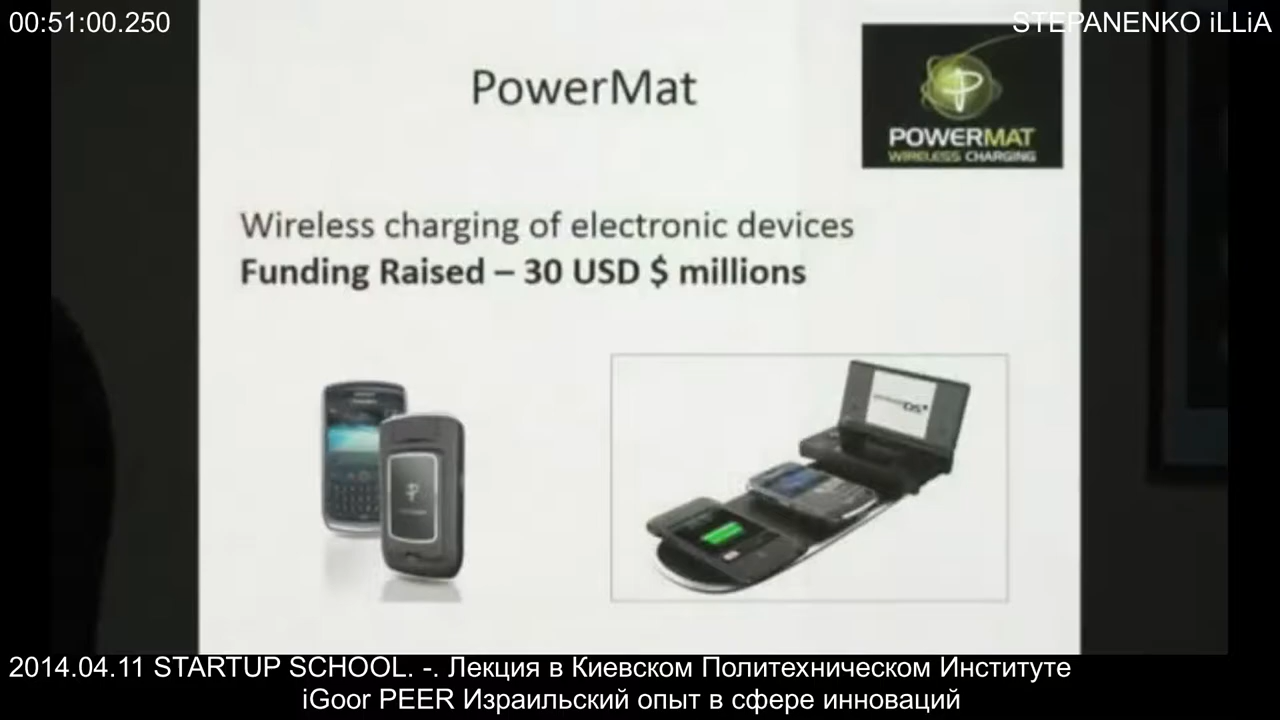 00:51:00.250
STEPANENKO iLLiA
PowerMat
POWERMAT
WIRELESS CHARGING
Wireless charging of electronic devices
Funding Raised – 30 USD $ millions
2014.04.11 STARTUP SCHOOL. -. Лекция в Киевском Политехническом Институте
iGoor PEER Израильский опыт в сфере инноваций